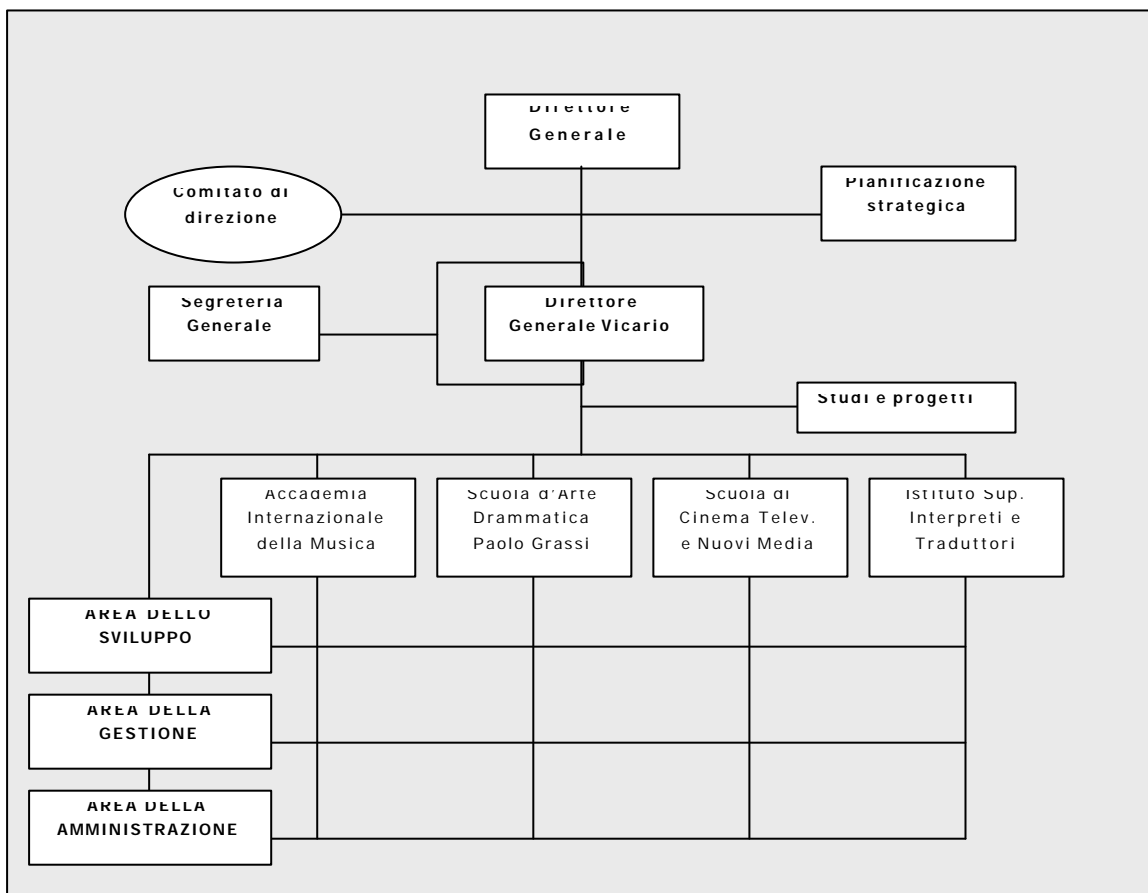 Direttore
Generale
Comitato di
direzione
Pianificazione
strategica
Segreteria
Generale
Direttore
Generale Vicario
Studi e progetti
Accademia
Internazionale
della Musica
Scuola d'Arte
Drammatica
Paolo Grassi
Scuola di
Cinema Telev.
e Nuovi Media
Istituto Sup.
Interpreti e
Traduttori
AREA DELLO
SVILUPPO
AREA DELLA
GESTIONE
AREA DELLA
AMMINISTRAZIONE